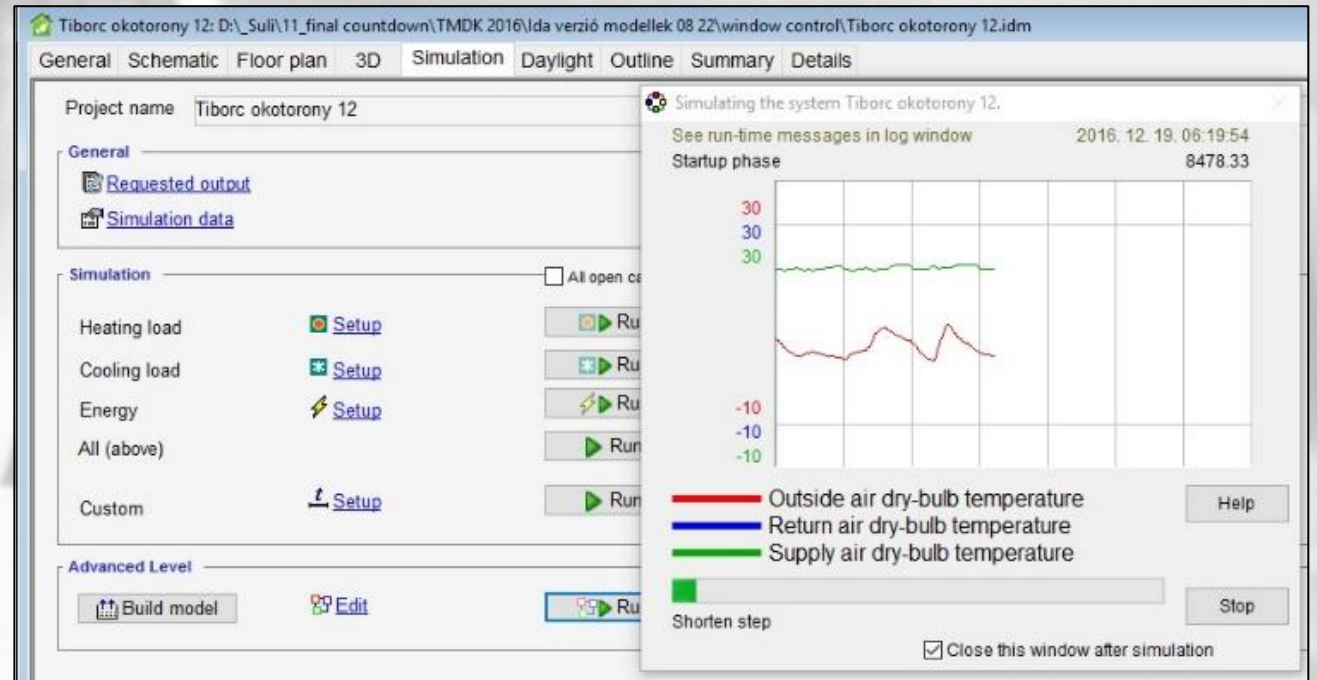 Tiborc okotorony 12: D:\_Suli\11_final countdown\TMDK 2016\Ida verzió modellek 08 22\window control\Tiborc okotorony 12.idm
General Schematic Floor plan 3D Simulation Daylight Outline Summary Details
Project name Tiborc okotorony 12
General
Requested output
Simulation data
Simulation
All open ca
Heating load Setup Ru
Cooling load Setup Ru
Energy Setup Ru
All (above) Run
Custom Setup Run
Advanced Level
Build model Edit Ru
Simulating the system Tiborc okotorony 12.
See run-time messages in log window 2016. 12. 19. 06:19:54
Startup phase 8478.33
30
30
30
-10
-10
-10
Outside air dry-bulb temperature
Return air dry-bulb temperature
Supply air dry-bulb temperature
Help
Shorten step
Stop
Close this window after simulation